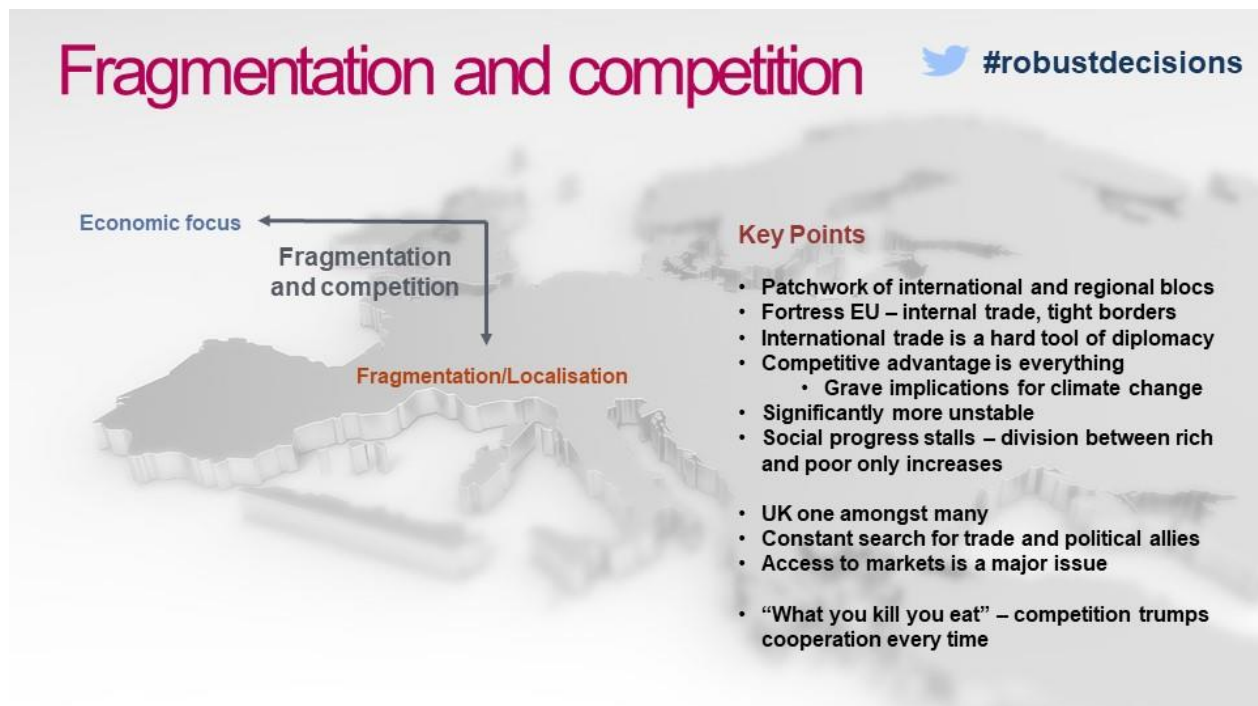 Fragmentation and competition
#robustdecisions
Economic focus
Fragmentation
and competition
Fragmentation/Localisation
Key Points
• Patchwork of international and regional blocs
• Fortress EU – internal trade, tight borders
• International trade is a hard tool of diplomacy
• Competitive advantage is everything
• Grave implications for climate change
• Significantly more unstable
• Social progress stalls – division between rich
and poor only increases
• UK one amongst many
• Constant search for trade and political allies
• Access to markets is a major issue
• “What you kill you eat” – competition trumps
cooperation every time